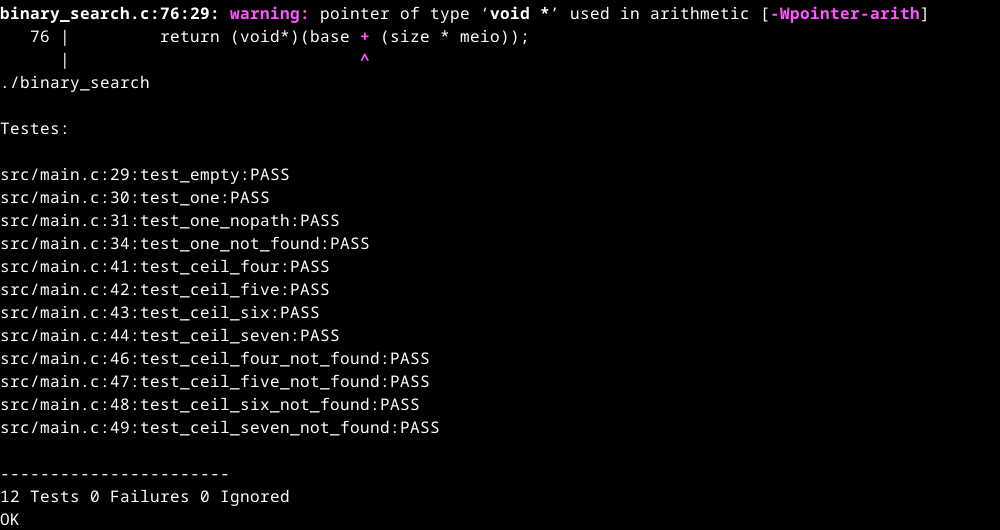 binary_search.c:76:29: warning: pointer of type ‘void *’ used in arithmetic [-Wpointer-arith]
   76 |         return (void*)(base + (size * meio));
      |                             ^
./binary_search
Testes:
src/main.c:29:test_empty:PASS
src/main.c:30:test_one:PASS
src/main.c:31:test_one_nopath:PASS
src/main.c:34:test_one_not_found:PASS
src/main.c:41:test_ceil_four:PASS
src/main.c:42:test_ceil_five:PASS
src/main.c:43:test_ceil_six:PASS
src/main.c:44:test_ceil_seven:PASS
src/main.c:46:test_ceil_four_not_found:PASS
src/main.c:47:test_ceil_five_not_found:PASS
src/main.c:48:test_ceil_six_not_found:PASS
src/main.c:49:test_ceil_seven_not_found:PASS
-----------------------
12 Tests 0 Failures 0 Ignored
OK